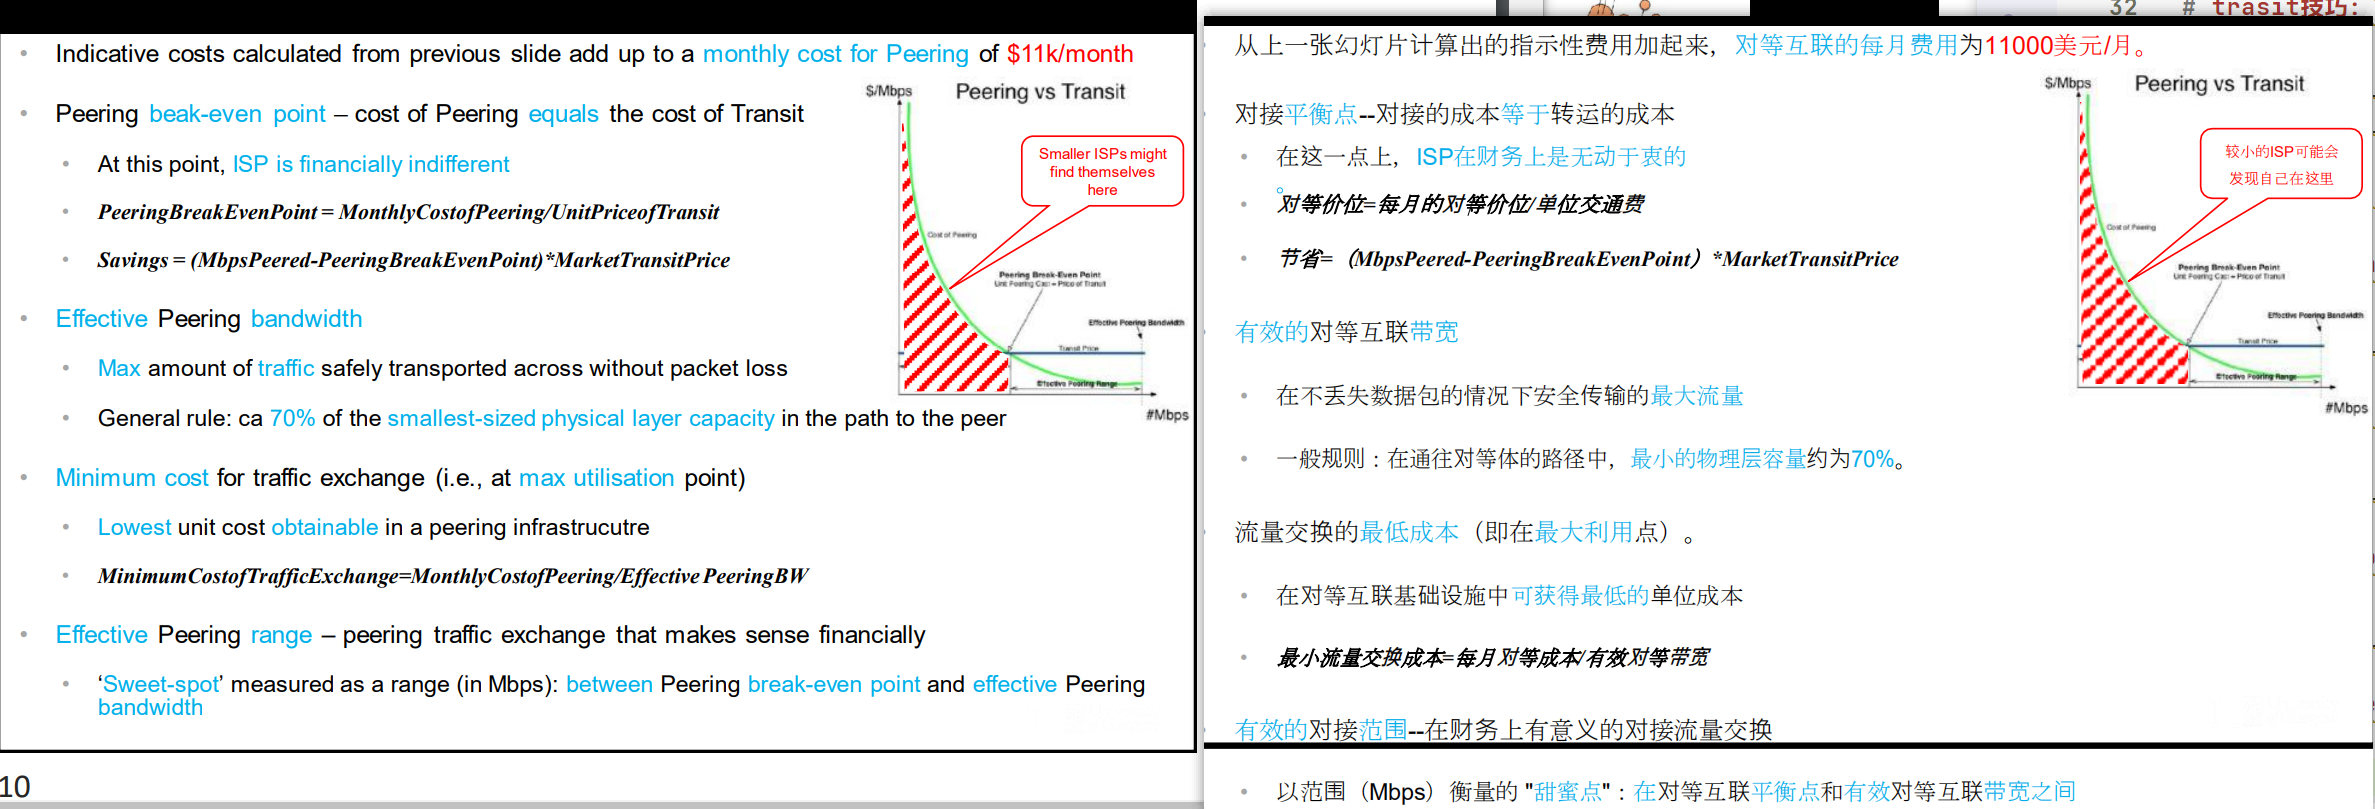 32 # trasit技巧:
Indicative costs calculated from previous slide add up to a monthly cost for Peering of $11k/month
Peering beak-even point – cost of Peering equals the cost of Transit
At this point, ISP is financially indifferent
PeeringBreakEvenPoint = MonthlyCostofPeering/UnitPriceofTransit
Savings = (MbpsPeered-PeeringBreakEvenPoint)*MarketTransitPrice
Effective Peering bandwidth
Max amount of traffic safely transported across without packet loss
General rule: ca 70% of the smallest-sized physical layer capacity in the path to the peer
Minimum cost for traffic exchange (i.e., at max utilisation point)
Lowest unit cost obtainable in a peering infrastrucutre
MinimumCostofTrafficExchange=MonthlyCostofPeering/Effective PeeringBW
Effective Peering range – peering traffic exchange that makes sense financially
‘Sweet-spot’ measured as a range (in Mbps): between Peering break-even point and effective Peering
bandwidth
10
$/Mbps
Peering vs Transit
Smaller ISPs might
find themselves
here
Cost of Peering
Peering Break-Even Point
Unit Peering Cost = Price of Transit
Effective Peering Bandwidth
Transit Price
Effective Peering Range
#Mbps
从上一张幻灯片计算出的指示性费用加起来，对等互联的每月费用为11000美元/月。
对接平衡点--对接的成本等于转运的成本
在这一点上，ISP在财务上是无动于衷的
。
对等价位=每月的对等价位/单位交通费
节省=（MbpsPeered-PeeringBreakEvenPoint）*MarketTransitPrice
有效的对等互联带宽
在不丢失数据包的情况下安全传输的最大流量
一般规则：在通往对等体的路径中，最小的物理层容量约为70%。
流量交换的最低成本（即在最大利用点）。
在对等互联基础设施中可获得最低的单位成本
最小流量交换成本=每月对等成本/有效对等带宽
有效的对接范围--在财务上有意义的对接流量交换
以范围（Mbps）衡量的 "甜蜜点"：在对等互联平衡点和有效对等互联带宽之间
$/Mbps
Peering vs Transit
较小的ISP可能会
发现自己在这里
Cost of Peering
Peering Break-Even Point
Unit Peering Cost = Price of Transit
Effective Peering Bandwidth
Transit Price
Effective Peering Range
#Mbps